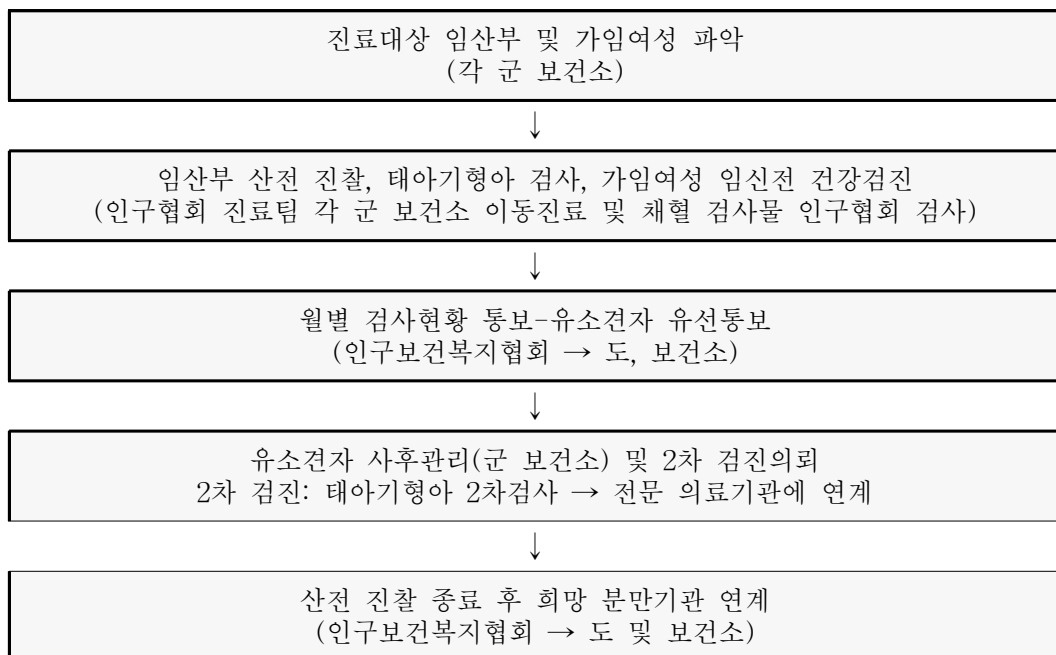 진료대상 임산부 및 가임여성 파악
(각 군 보건소)
↓
임산부 산전 진찰, 태아기형아 검사, 가임여성 임신전 건강검진
(인구협회 진료팀 각 군 보건소 이동진료 및 채혈 검사물 인구협회 검사)
↓
월별 검사현황 통보-유소견자 유선통보
(인구보건복지협회 → 도, 보건소)
↓
유소견자 사후관리(군 보건소) 및 2차 검진의뢰
2차 검진: 태아기형아 2차검사 → 전문 의료기관에 연계
↓
산전 진찰 종료 후 희망 분만기관 연계
(인구보건복지협회 → 도 및 보건소)